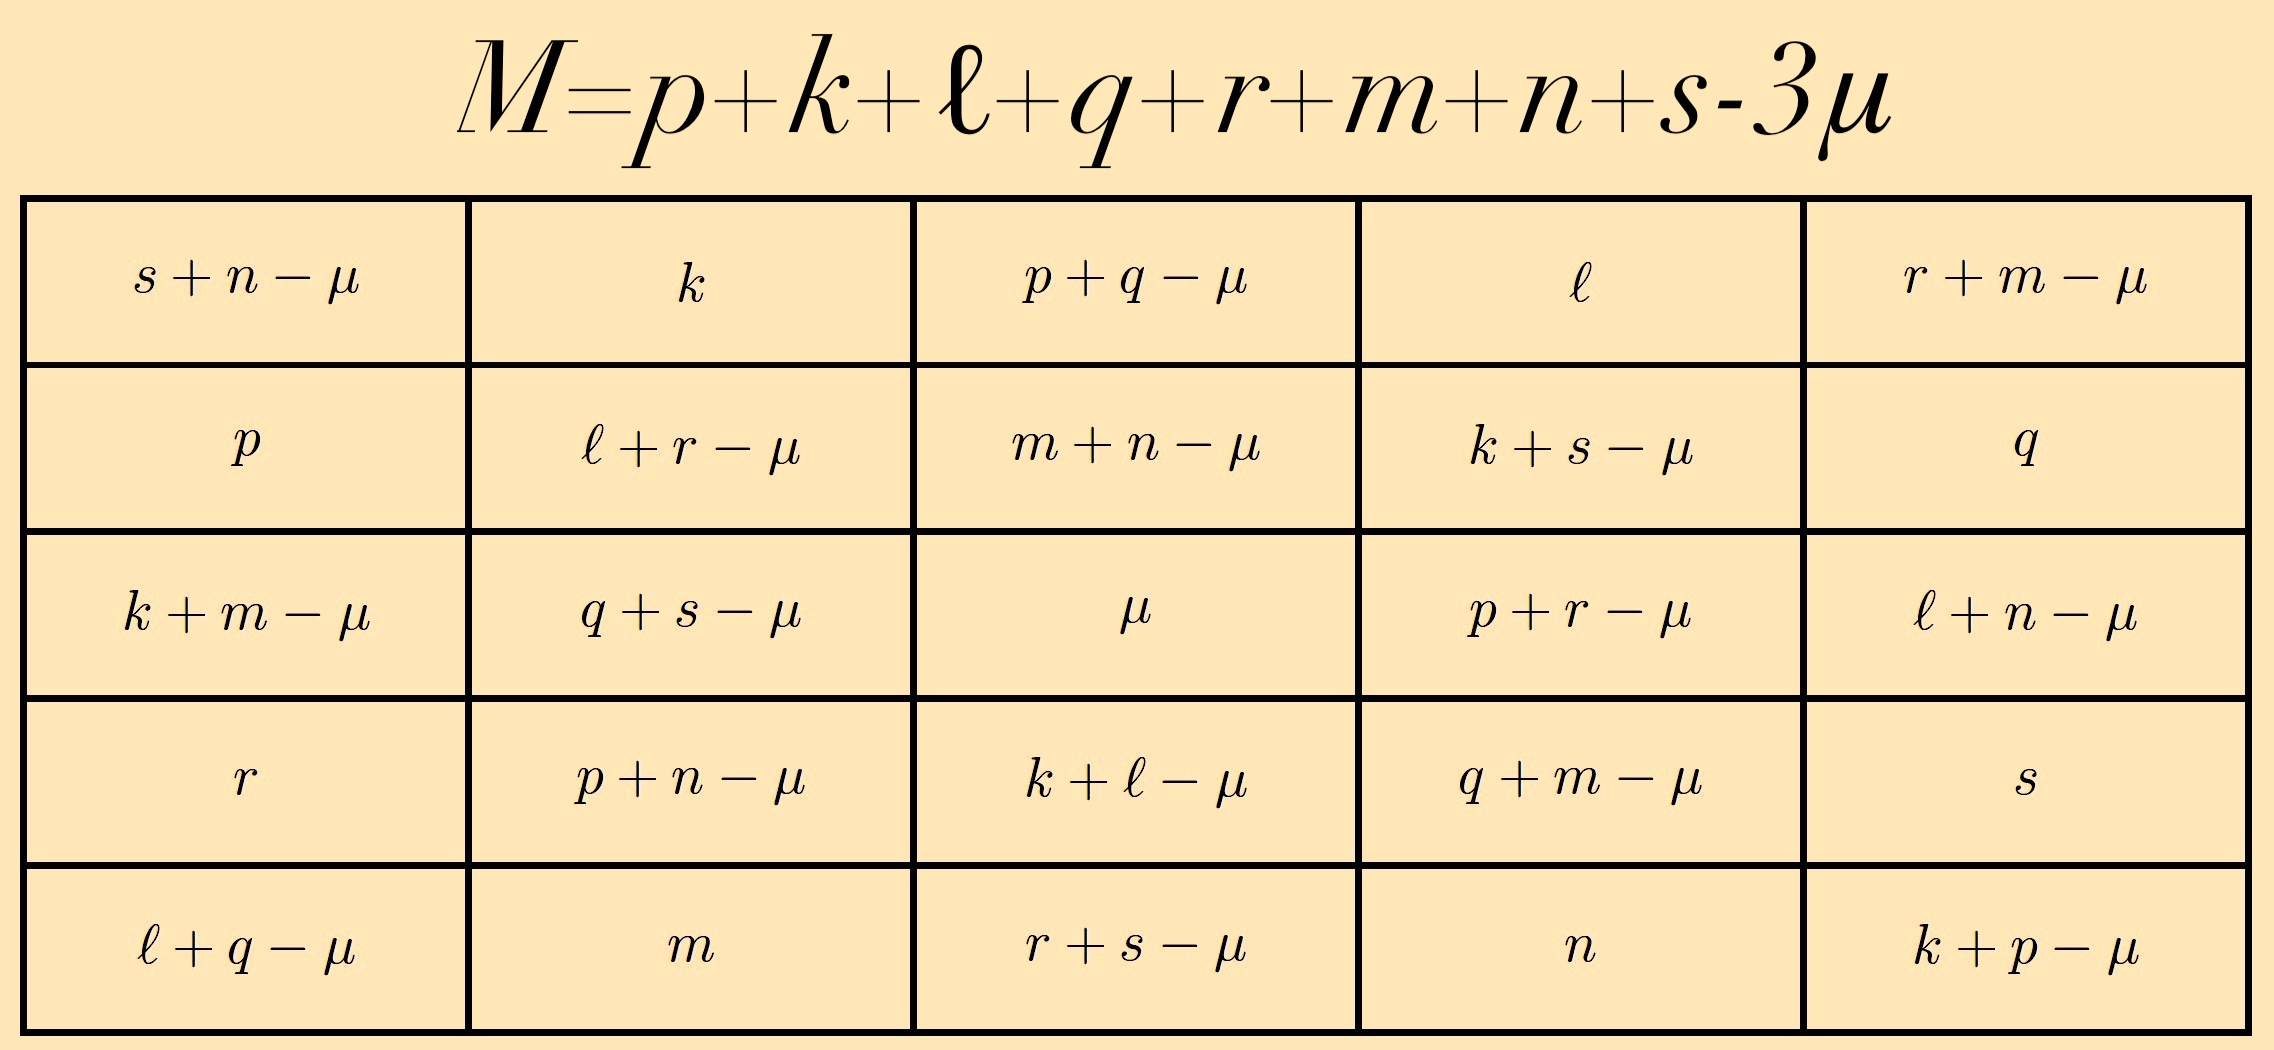 M=p+k+ℓ+q+r+m+n+s-3μ
s + n − μ k p + q − μ ℓ r + m − μ
p ℓ + r − μ m + n − μ k + s − μ q
k + m − μ q + s − μ μ p + r − μ ℓ + n − μ
r p + n − μ k + ℓ − μ q + m − μ s
ℓ + q − μ m r + s − μ n k + p − μ